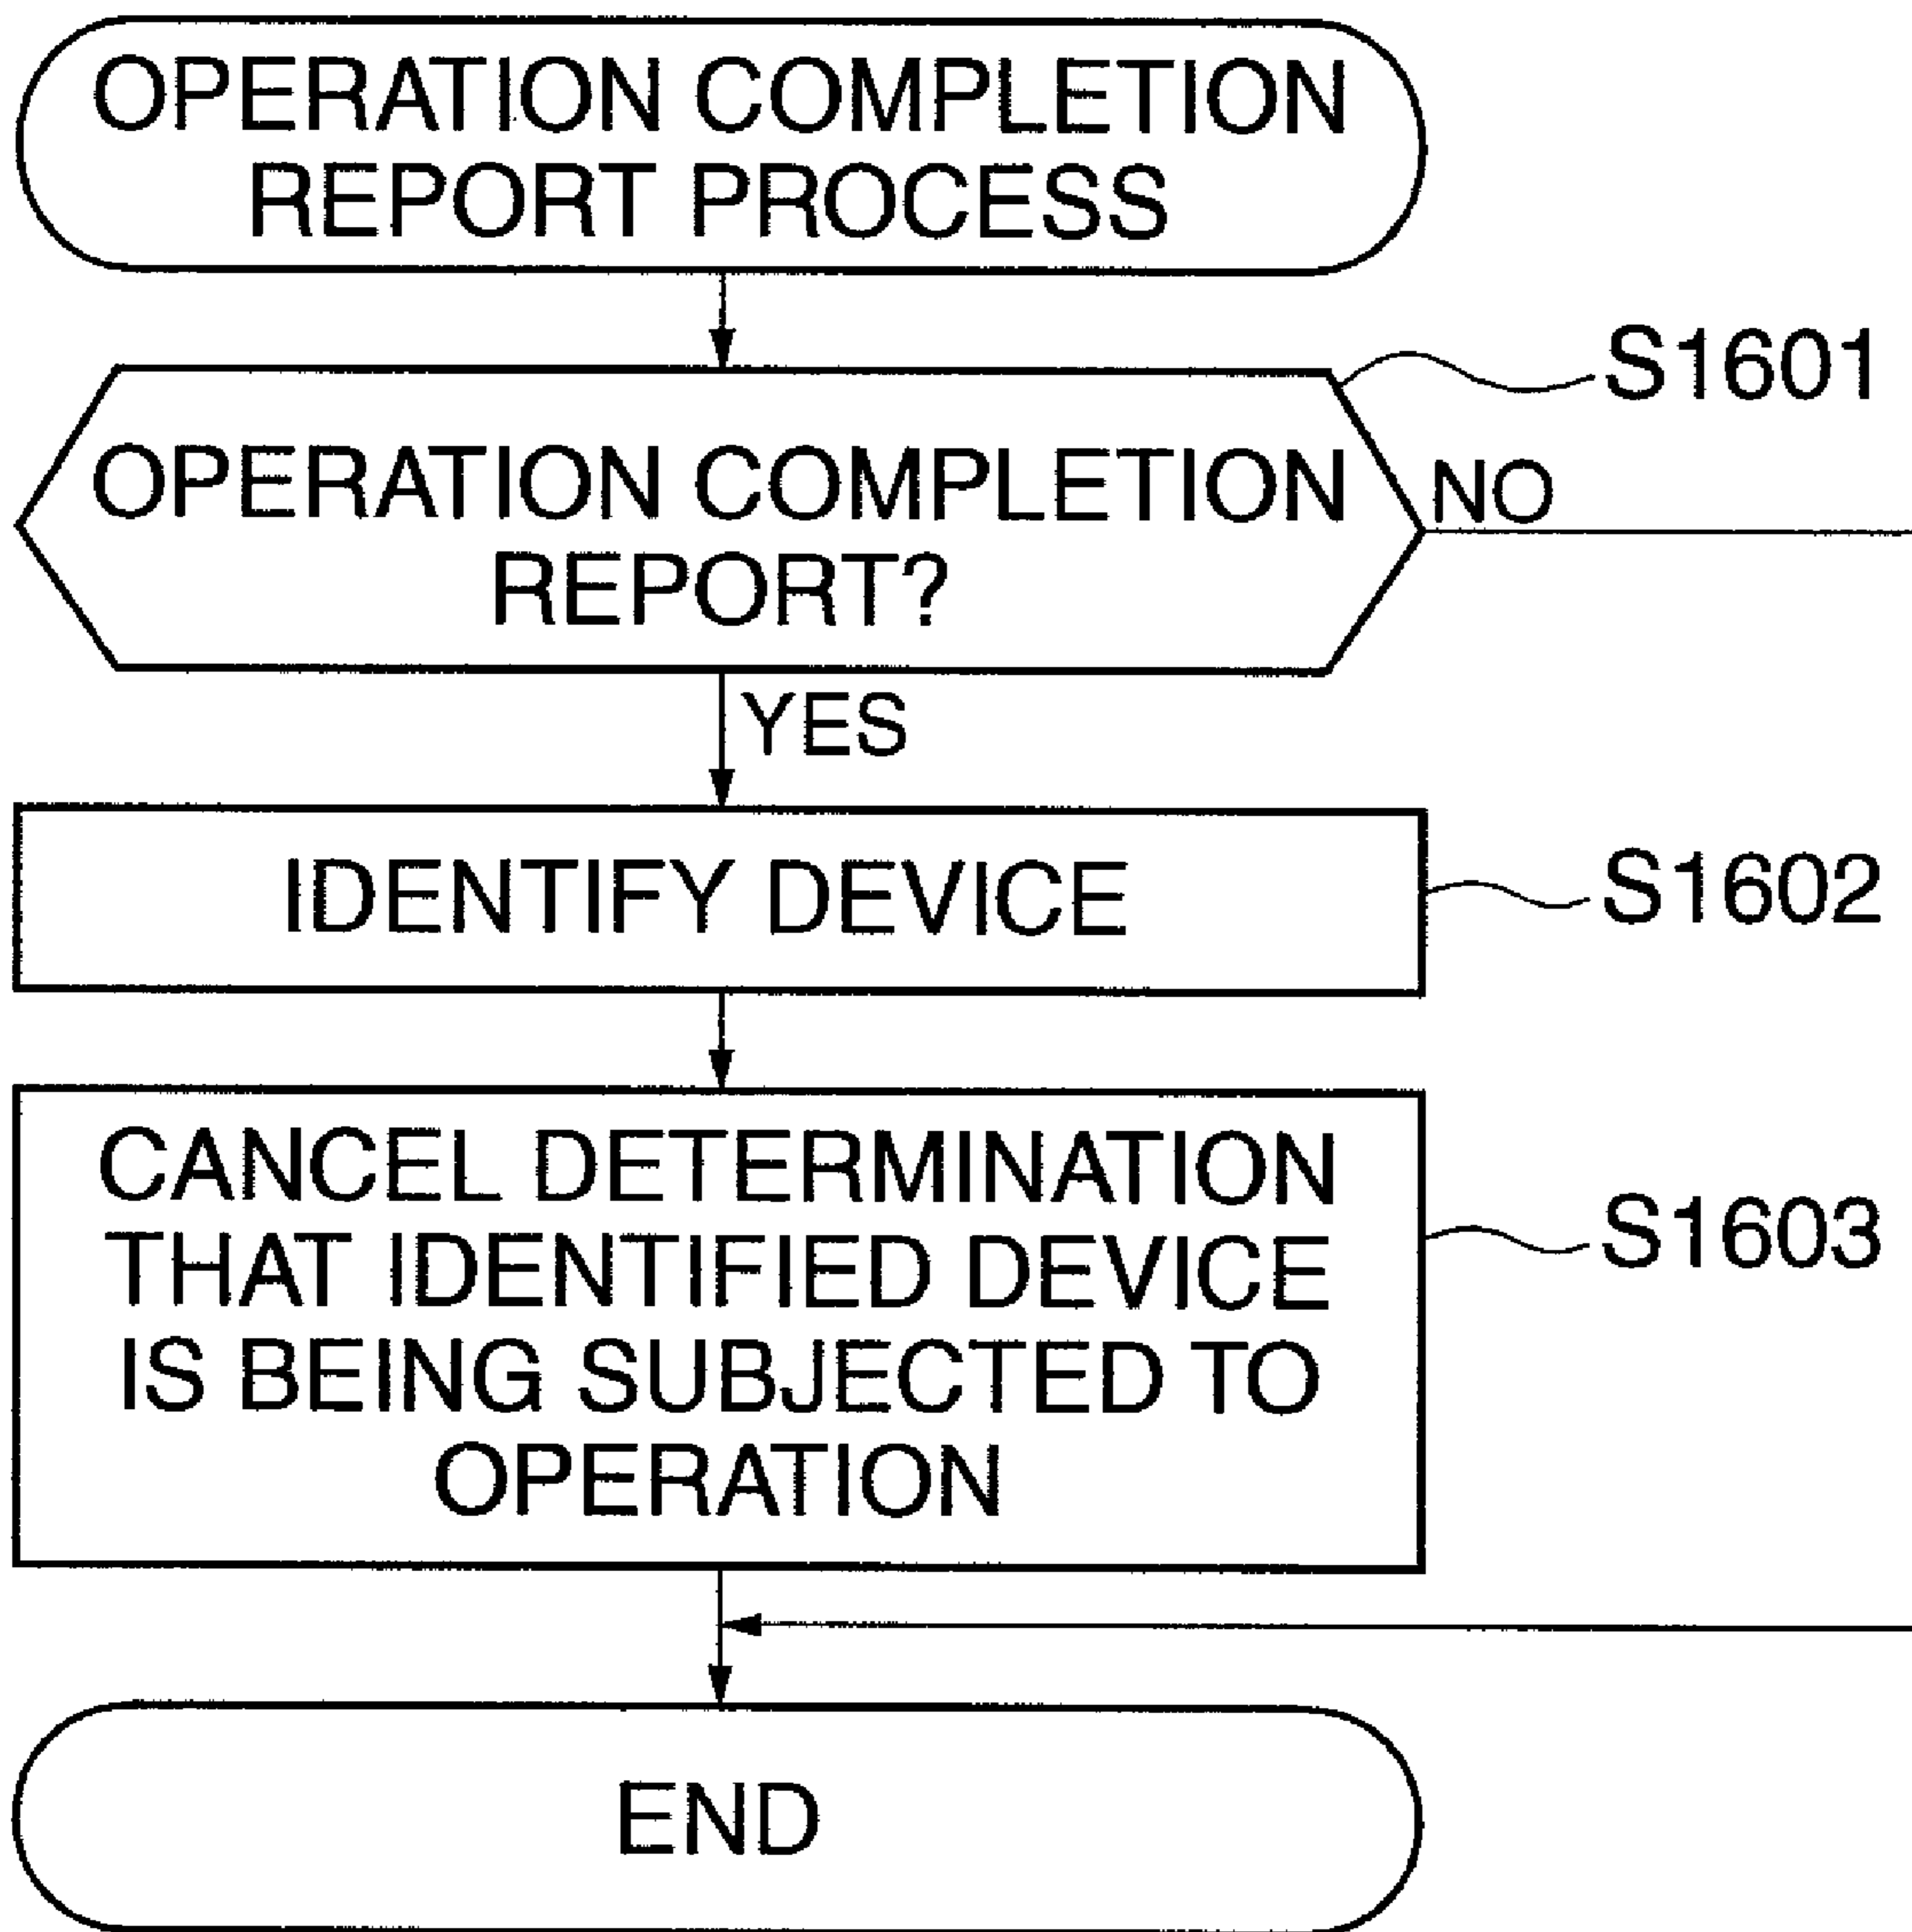 OPERATION COMPLETION
REPORT PROCESS
S1601
OPERATION COMPLETION
REPORT?
NO
YES
IDENTIFY DEVICE
S1602
CANCEL DETERMINATION
THAT IDENTIFIED DEVICE
IS BEING SUBJECTED TO
OPERATION
S1603
END